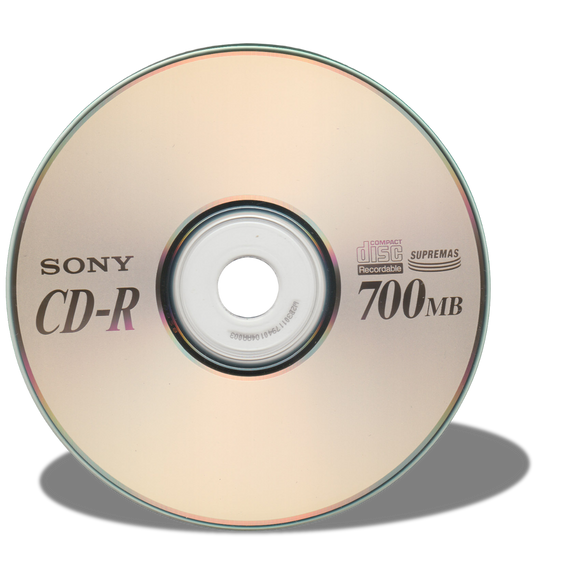 SONY
CD-R
COMPACT
disc
Recordable
SUPREMAS
700MB